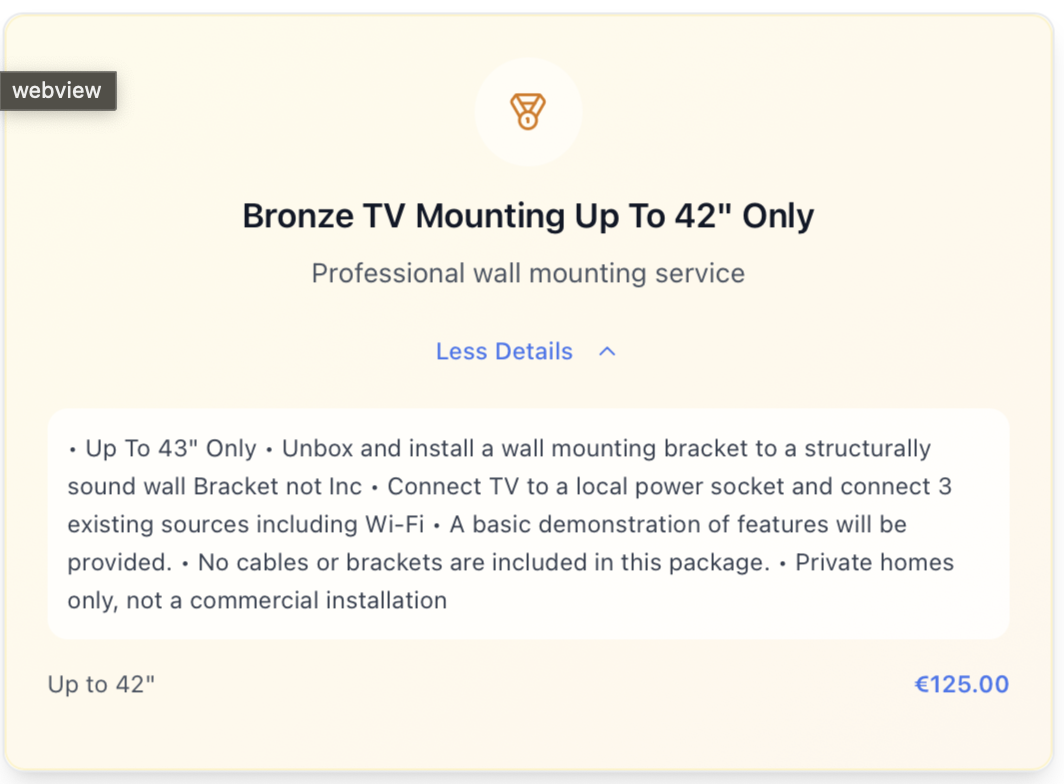 webview
Bronze TV Mounting Up To 42" Only
Professional wall mounting service
Less Details
• Up To 43" Only • Unbox and install a wall mounting bracket to a structurally
sound wall Bracket not Inc • Connect TV to a local power socket and connect 3
existing sources including Wi-Fi • A basic demonstration of features will be
provided. • No cables or brackets are included in this package. • Private homes
only, not a commercial installation
Up to 42" €125.00